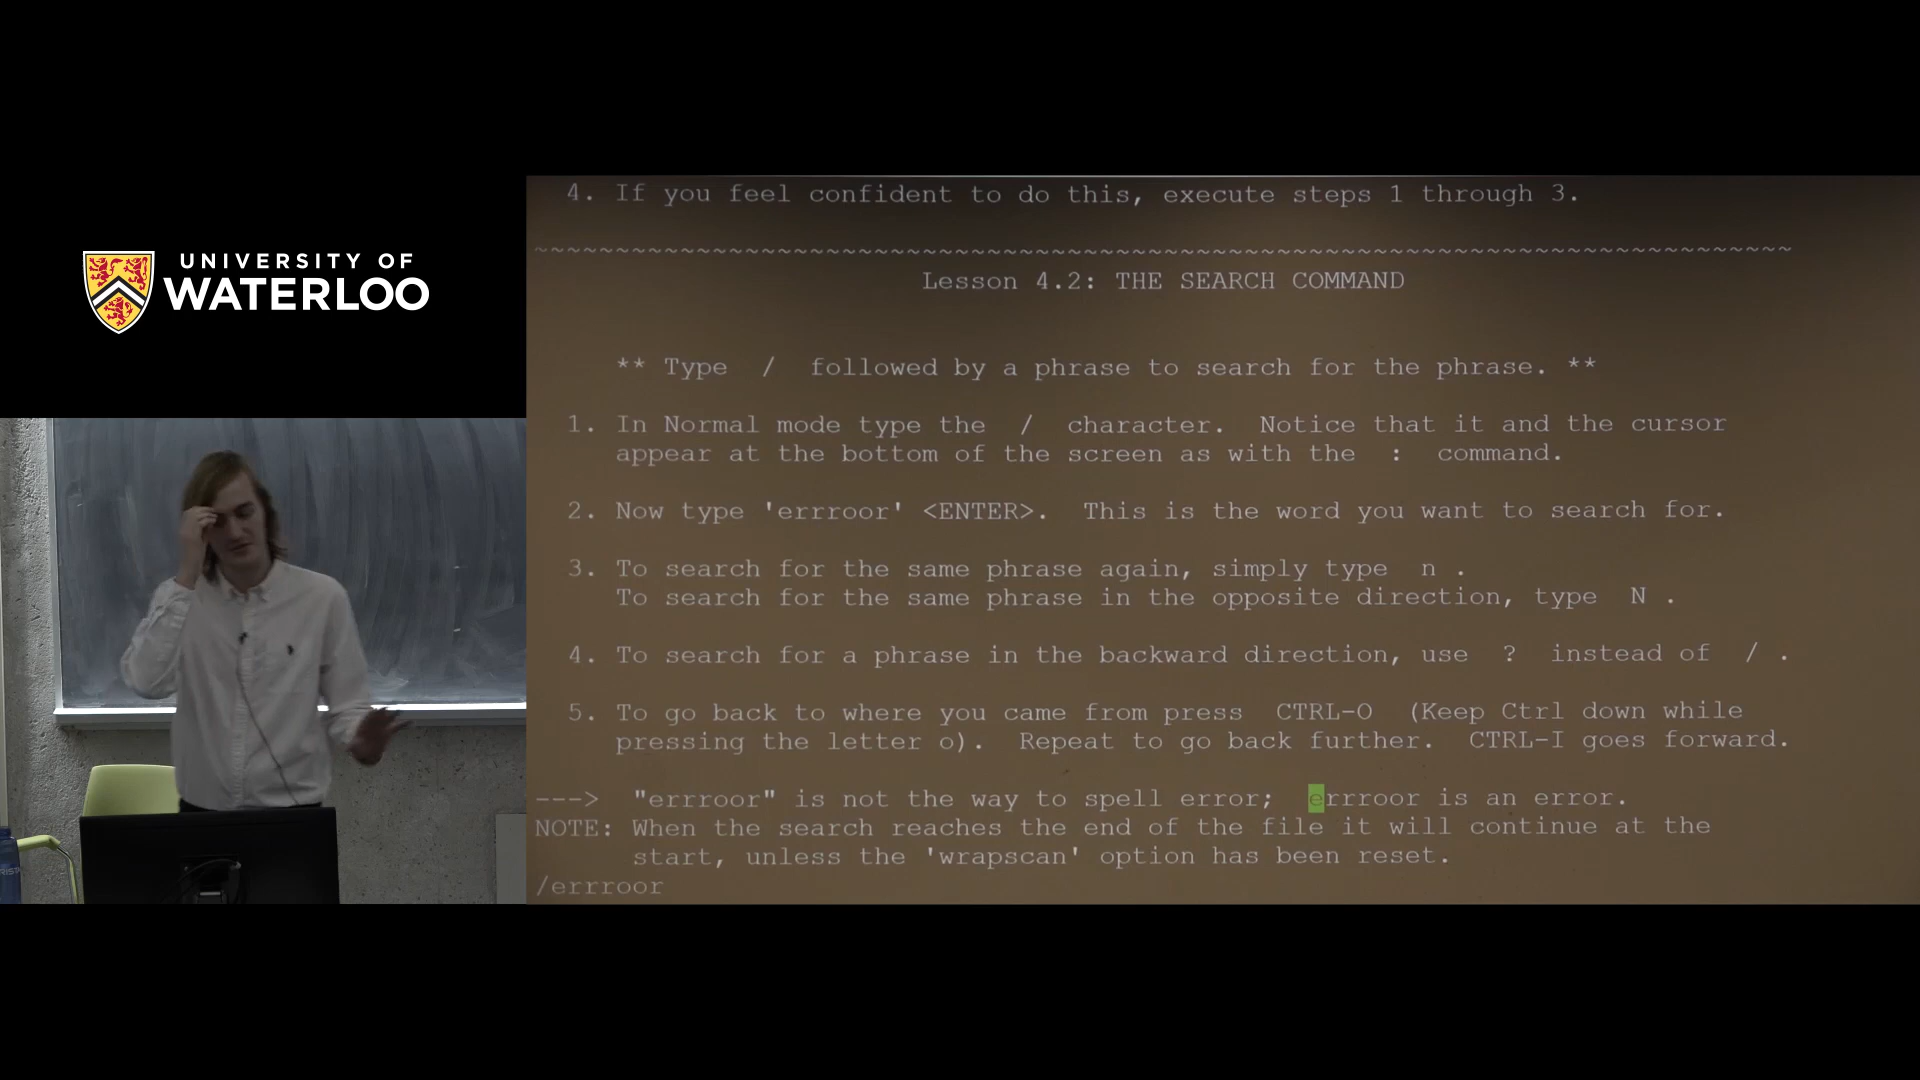 UNIVERSITY OF
WATERLOO
4. If you feel confident to do this, execute steps 1 through 3.
~~~~~~~~~~~~~~~~~~~~~~~~~~~~~~~~~~~~~~~~~~~~~~~~~~~~~~~~~~~~~~~~~~~~~~~~~~~~~~
Lesson 4.2: THE SEARCH COMMAND
** Type / followed by a phrase to search for the phrase. **
1. In Normal mode type the / character. Notice that it and the cursor
appear at the bottom of the screen as with the : command.
2. Now type 'errroor' <ENTER>. This is the word you want to search for.
3. To search for the same phrase again, simply type n .
To search for the same phrase in the opposite direction, type N .
4. To search for a phrase in the backward direction, use ? instead of / .
5. To go back to where you came from press CTRL-O (Keep Ctrl down while
pressing the letter o). Repeat to go back further. CTRL-I goes forward.
---> "errroor" is not the way to spell error; errroor is an error.
NOTE: When the search reaches the end of the file it will continue at the
start, unless the 'wrapscan' option has been reset.
/errroor